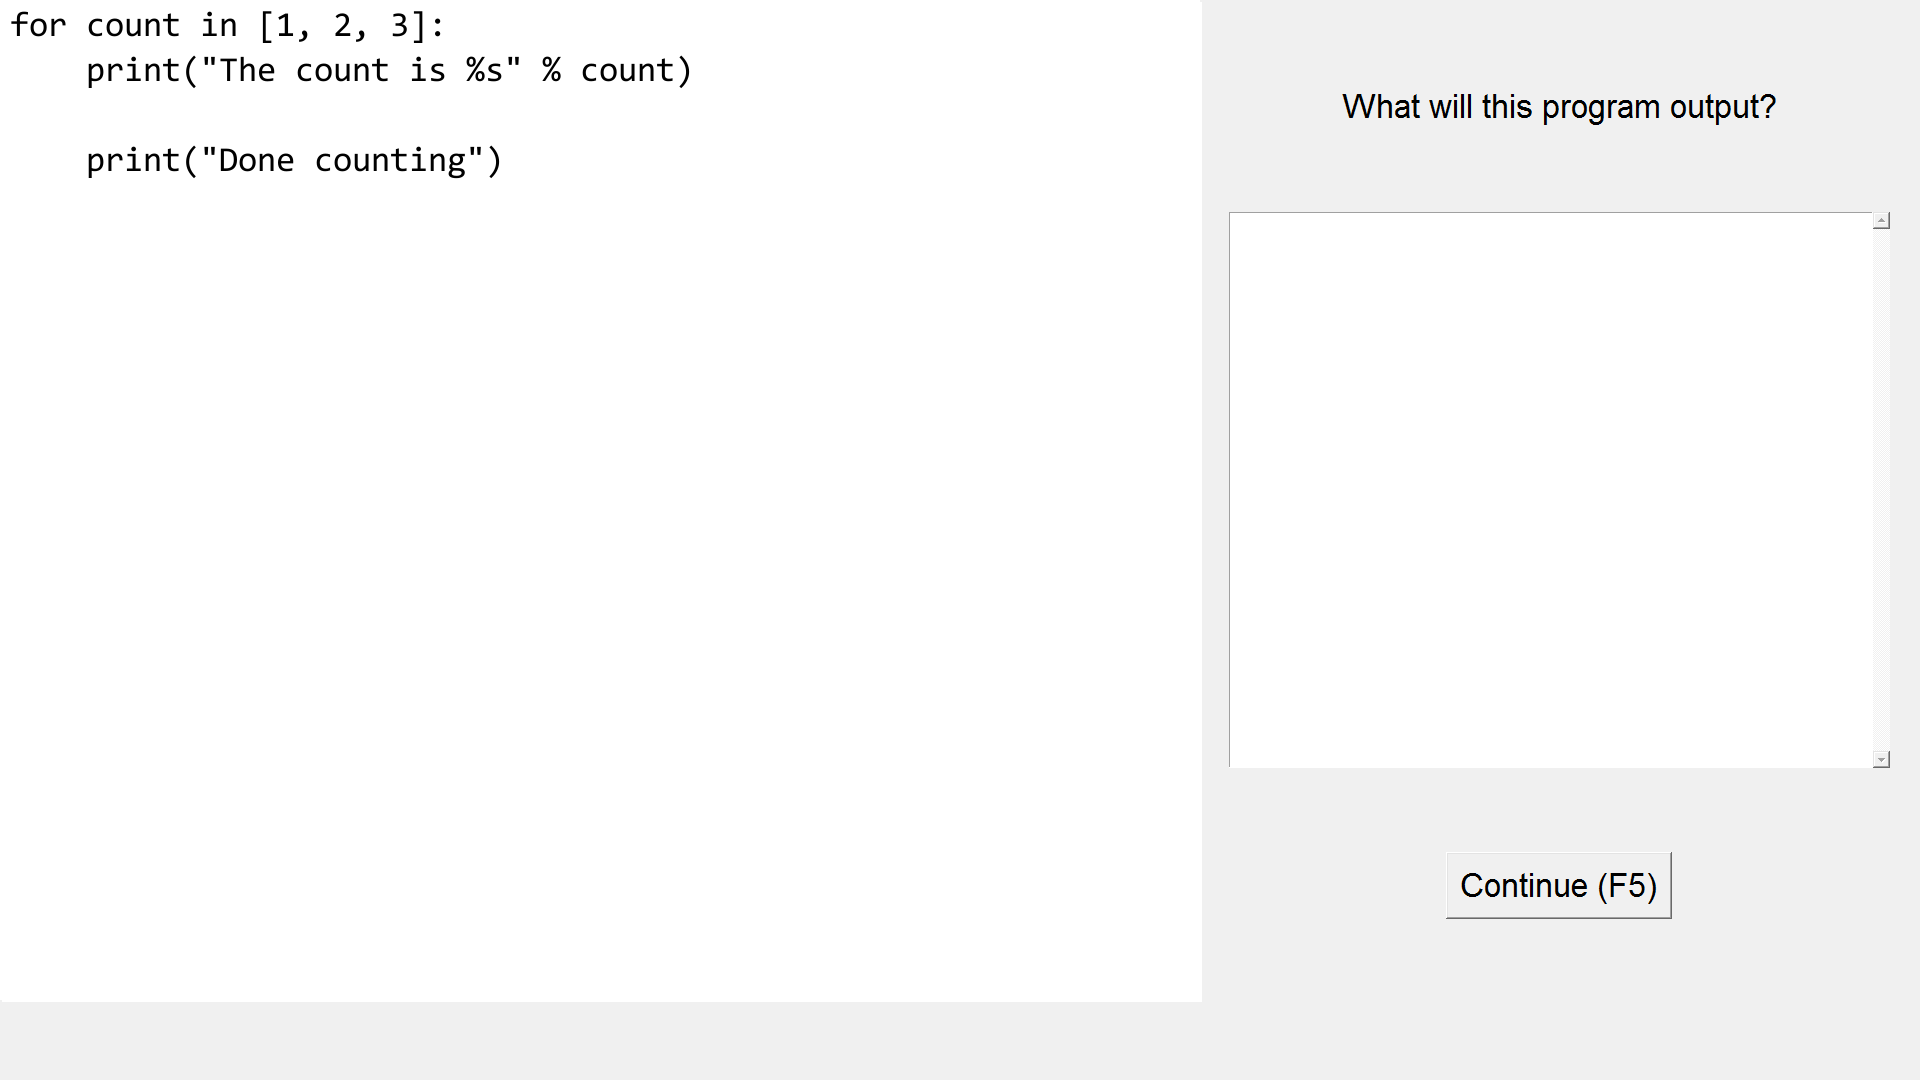 for count in [1, 2, 3]:
    print("The count is %s" % count)
    print("Done counting")
What will this program output?
Continue (F5)